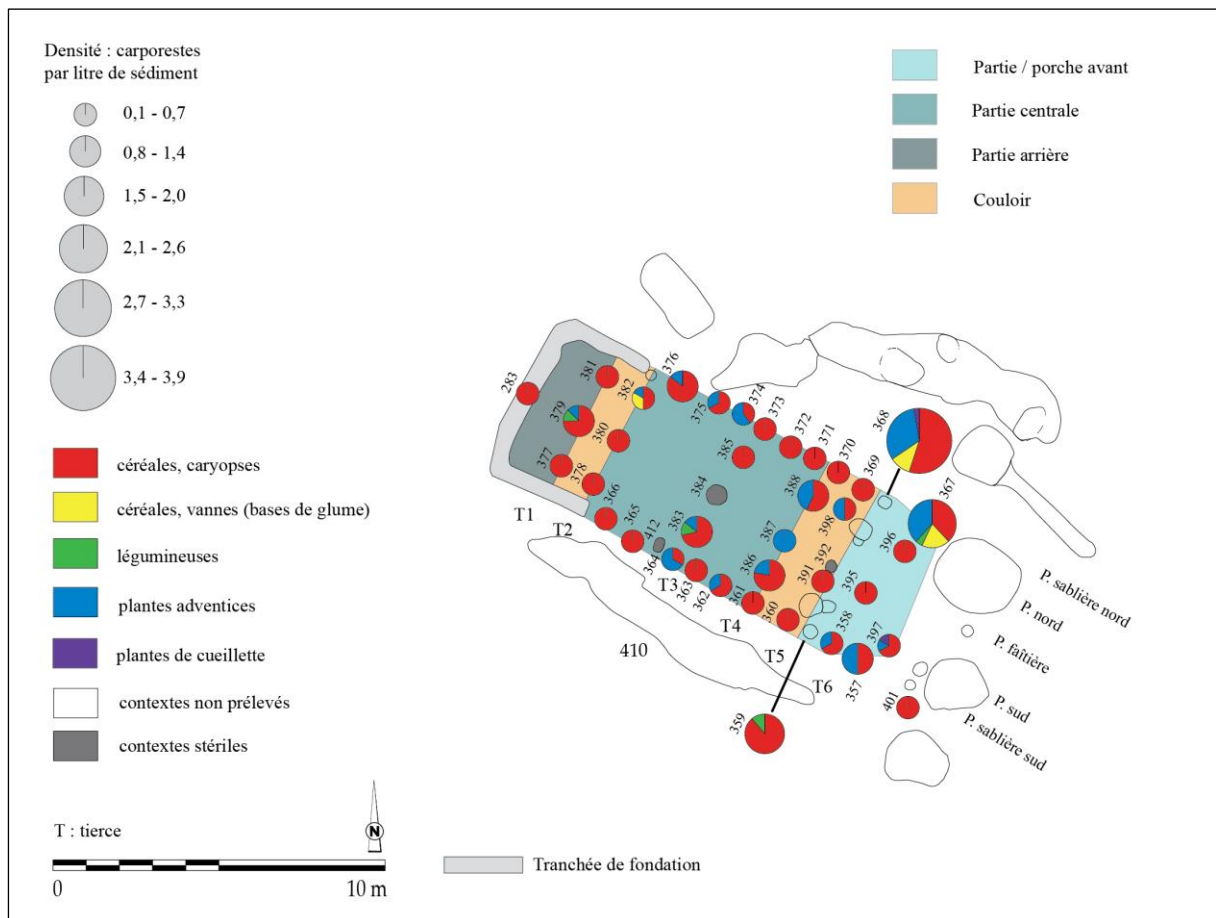 Densité : carporestes
par litre de sédiment
0,1 - 0,7
0,8 - 1,4
1,5 - 2,0
2,1 - 2,6
2,7 - 3,3
3,4 - 3,9
céréales, caryopses
céréales, vannes (bases de glume)
légumineuses
plantes adventices
plantes de cueillette
contextes non prélevés
contextes stériles
T : tierce
0
10 m
N
Tranchée de fondation
Partie / porche avant
Partie centrale
Partie arrière
Couloir
283
381
382
376
375
374
373
372
371
370
369
368
367
379
380
377
378
366
365
412
364
363
362
361
360
385
384
383
388
387
386
398
392
391
396
395
358
397
357
401
359
410
T1
T2
T3
T4
T5
T6
P. sablière nord
P. nord
P. faîtière
P. sud
P. sablière sud